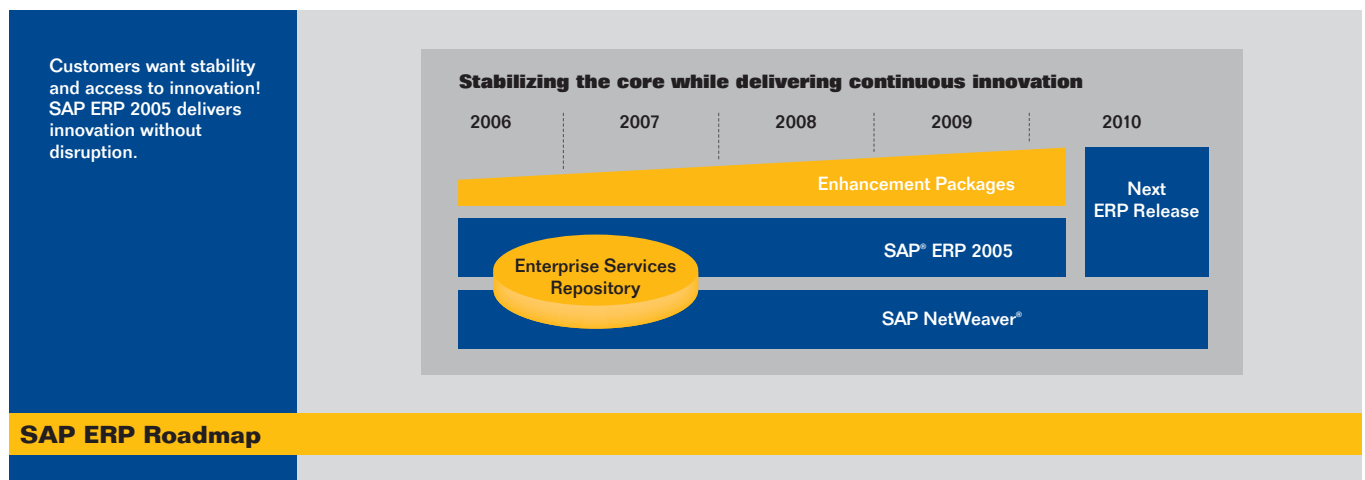 Customers want stability
and access to innovation!
SAP ERP 2005 delivers
innovation without
disruption.
Stabilizing the core while delivering continuous innovation
2006 2007 2008 2009 2010
Enhancement Packages
Next
ERP Release
SAP® ERP 2005
Enterprise Services
Repository
SAP NetWeaver®
SAP ERP Roadmap